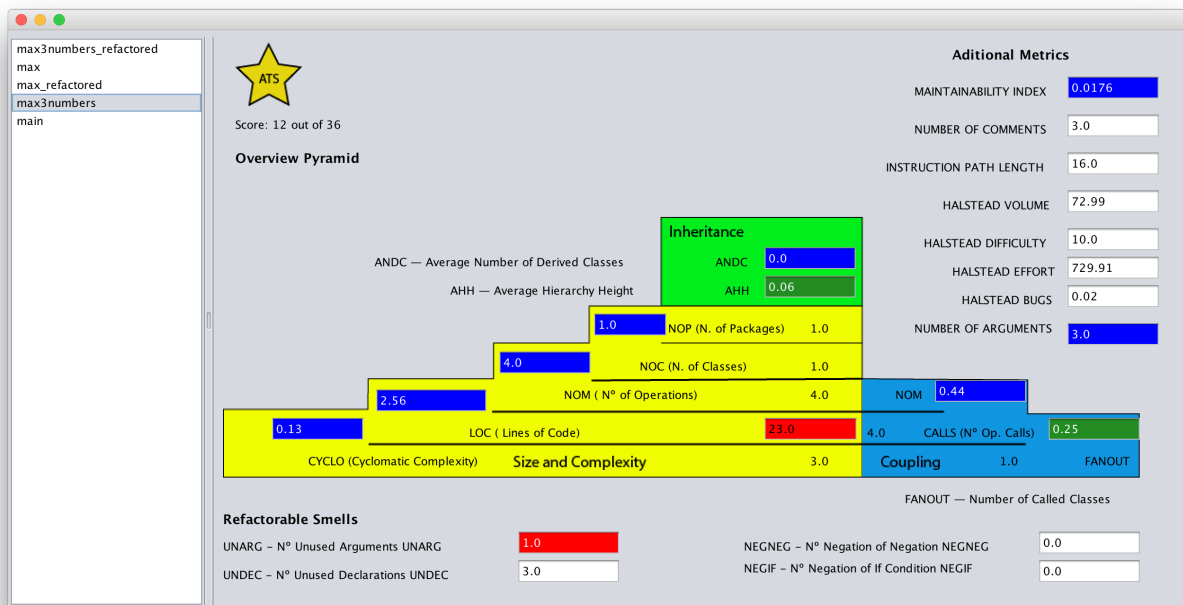 max3numbers_refactored
max
max_refactored
max3numbers
main
ATS
Score: 12 out of 36
Overview Pyramid
Aditional Metrics
MAINTAINABILITY INDEX 0.0176
NUMBER OF COMMENTS 3.0
INSTRUCTION PATH LENGTH 16.0
HALSTEAD VOLUME 72.99
HALSTEAD DIFFICULTY 10.0
HALSTEAD EFFORT 729.91
HALSTEAD BUGS 0.02
NUMBER OF ARGUMENTS 3.0
Inheritance
ANDC — Average Number of Derived Classes ANDC 0.0
AHH — Average Hierarchy Height AHH 0.06
1.0 NOP (N. of Packages) 1.0
4.0 NOC (N. of Classes) 1.0
2.56 NOM ( Nº of Operations) 4.0 NOM 0.44
0.13 LOC ( Lines of Code) 23.0 4.0 CALLS (Nº Op. Calls) 0.25
CYCLO (Cyclomatic Complexity) Size and Complexity 3.0 Coupling 1.0 FANOUT
FANOUT — Number of Called Classes
Refactorable Smells
UNARG - Nº Unused Arguments UNARG 1.0 NEGNEG - Nº Negation of Negation NEGNEG 0.0
UNDEC - Nº Unused Declarations UNDEC 3.0 NEGIF - Nº Negation of If Condition NEGIF 0.0